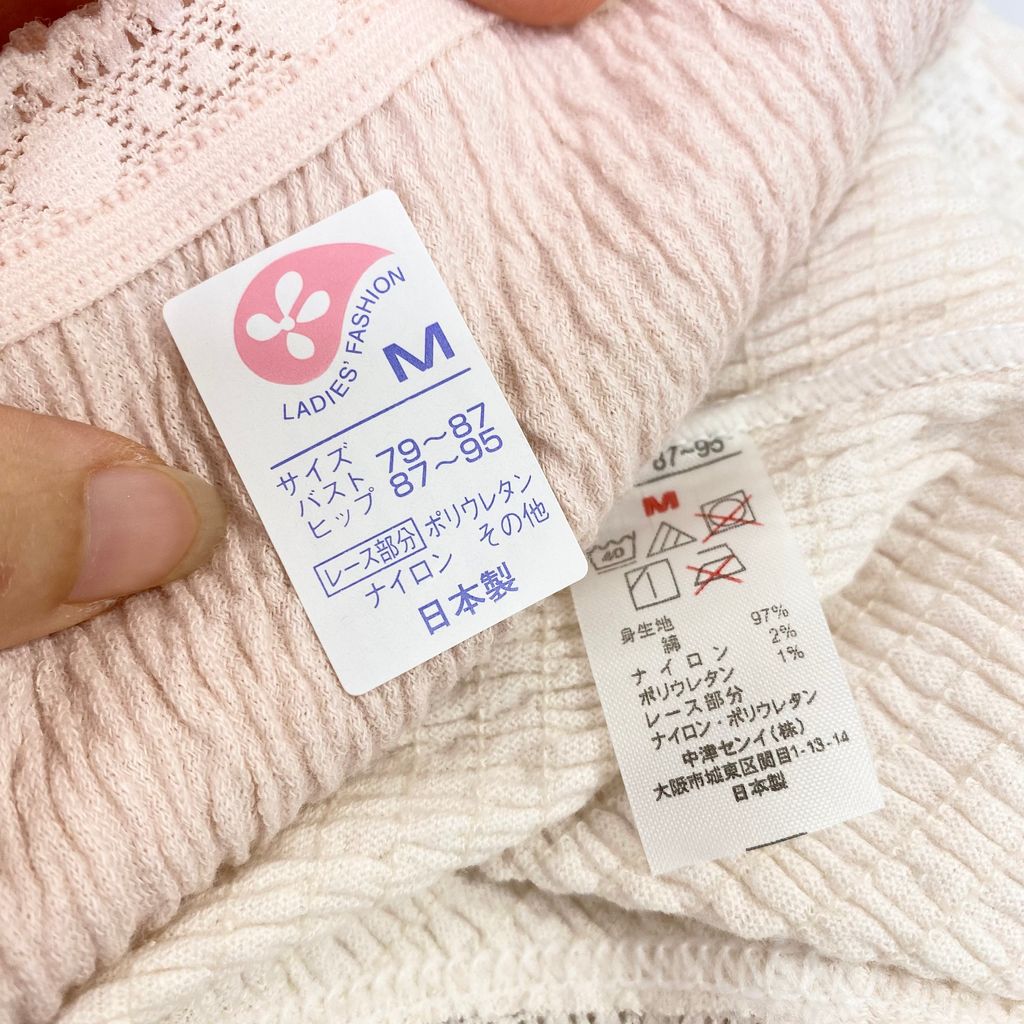 LADIES' FASHION
M
サイズ
バスト 79〜87
ヒップ 87〜95
レース部分 ポリウレタン
ナイロン その他
日本製
87~95
M
40
身生地
綿 97%
ナイロン 2%
ポリウレタン 1%
レース部分
ナイロン・ポリウレタン
中津センイ(株)
大阪市城東区関目1-13-14
日本製